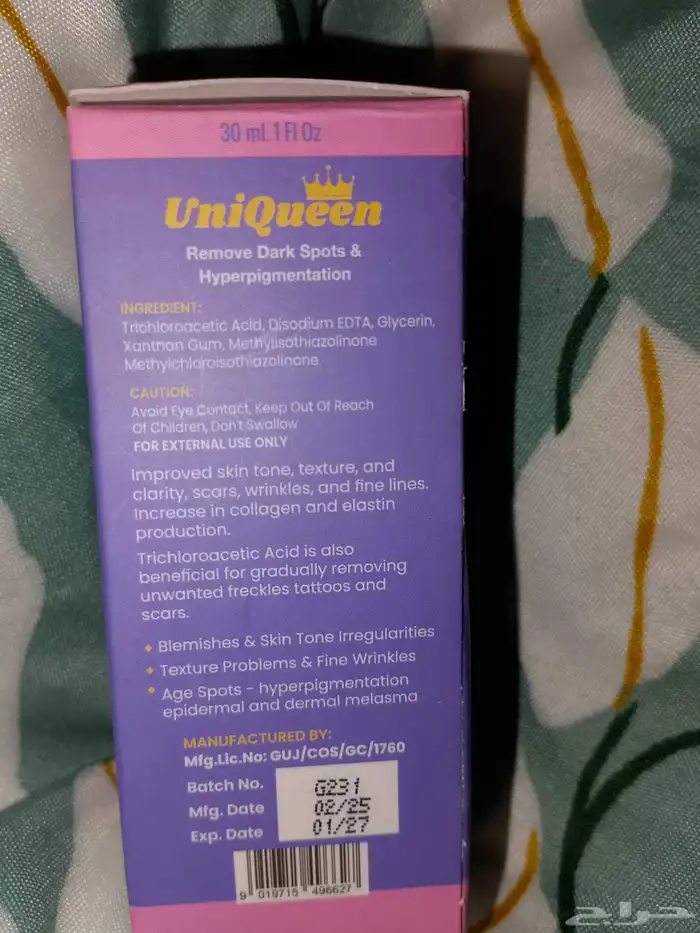 30 ml. 1 Fl Oz
UniQueen
Remove Dark Spots &
Hyperpigmentation
INGREDIENT:
Trichloroacetic Acid, Disodium EDTA, Glycerin,
Xanthan Gum, Methylisothiazolinone
Methylchloroisothiazolinone.
CAUTION:
Avoid Eye Contact, Keep Out Of Reach
Of Children, Don't Swallow
FOR EXTERNAL USE ONLY
Improved skin tone, texture, and
clarity, scars, wrinkles, and fine lines.
Increase in collagen and elastin
production.
Trichloroacetic Acid is also
beneficial for gradually removing
unwanted freckles tattoos and
scars.
Blemishes & Skin Tone Irregularities
Texture Problems & Fine Wrinkles
Age Spots - hyperpigmentation
epidermal and dermal melasma
MANUFACTURED BY:
Mfg.Lic.No: GUJ/COS/GC/1760
Batch No. G231
Mfg. Date 02/25
Exp. Date 01/27
9 019715 496627
حراج